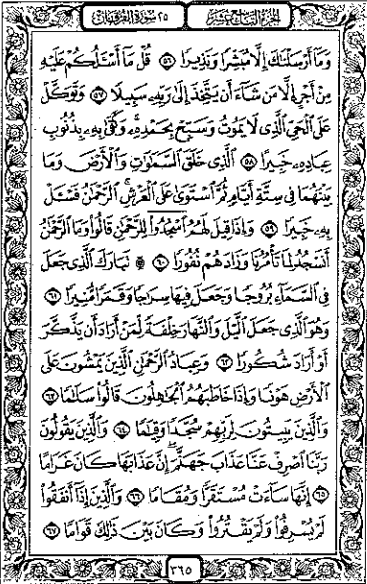 الجزء التاسع عشر ٢٥ سورة الفرقان
وَمَآ أَرْسَلْنَٰكَ إِلَّا مُبَشِّرًا وَنَذِيرًا ٥٦ قُلْ مَآ أَسْـَٔلُكُمْ عَلَيْهِ
مِنْ أَجْرٍ إِلَّا مَن شَآءَ أَن يَتَّخِذَ إِلَىٰ رَبِّهِۦ سَبِيلًا ٥٧ وَتَوَكَّلْ
عَلَى ٱلْحَىِّ ٱلَّذِى لَا يَمُوتُ وَسَبِّحْ بِحَمْدِهِۦ وَكَفَىٰ بِهِۦ بِذُنُوبِ
عِبَادِهِۦ خَبِيرًا ٥٨ ٱلَّذِى خَلَقَ ٱلسَّمَٰوَٰتِ وَٱلْأَرْضَ وَمَا
بَيْنَهُمَا فِى سِتَّةِ أَيَّامٍ ثُمَّ ٱسْتَوَىٰ عَلَى ٱلْعَرْشِ ٱلرَّحْمَٰنُ فَسْـَٔلْ
بِهِۦ خَبِيرًا ٥٩ وَإِذَا قِيلَ لَهُمُ ٱسْجُدُوا۟ لِلرَّحْمَٰنِ قَالُوا۟ وَمَا ٱلرَّحْمَٰنُ
أَنَسْجُدُ لِمَا تَأْمُرُنَا وَزَادَهُمْ نُفُورًا ۩ ٦٠ تَبَارَكَ ٱلَّذِى جَعَلَ
فِى ٱلسَّمَآءِ بُرُوجًا وَجَعَلَ فِيهَا سِرَٰجًا وَقَمَرًا مُّنِيرًا ٦١
وَهُوَ ٱلَّذِى جَعَلَ ٱلَّيْلَ وَٱلنَّهَارَ خِلْفَةً لِّمَنْ أَرَادَ أَن يَذَّكَّرَ
أَوْ أَرَادَ شُكُورًا ٦٢ وَعِبَادُ ٱلرَّحْمَٰنِ ٱلَّذِينَ يَمْشُونَ عَلَى
ٱلْأَرْضِ هَوْنًا وَإِذَا خَاطَبَهُمُ ٱلْجَٰهِلُونَ قَالُوا۟ سَلَٰمًا ٦٣
وَٱلَّذِينَ يَبِيتُونَ لِرَبِّهِمْ سُجَّدًا وَقِيَٰمًا ٦٤ وَٱلَّذِينَ يَقُولُونَ
رَبَّنَا ٱصْرِفْ عَنَّا عَذَابَ جَهَنَّمَ إِنَّ عَذَابَهَا كَانَ غَرَامًا
٦٥ إِنَّهَا سَآءَتْ مُسْتَقَرًّا وَمُقَامًا ٦٦ وَٱلَّذِينَ إِذَآ أَنفَقُوا۟
لَمْ يُسْرِفُوا۟ وَلَمْ يَقْتُرُوا۟ وَكَانَ بَيْنَ ذَٰلِكَ قَوَامًا ٦٧
٣٦٥